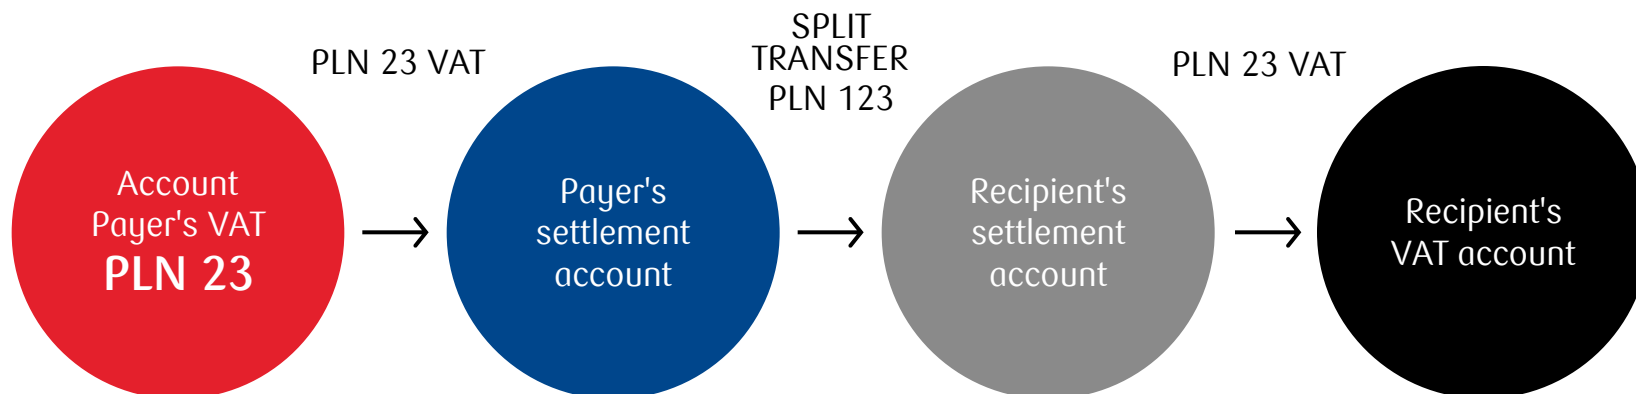 PLN 23 VAT
SPLIT
TRANSFER
PLN 123
PLN 23 VAT
Account
Payer's VAT
PLN 23
Payer's
settlement
account
Recipient's
settlement
account
Recipient's
VAT account